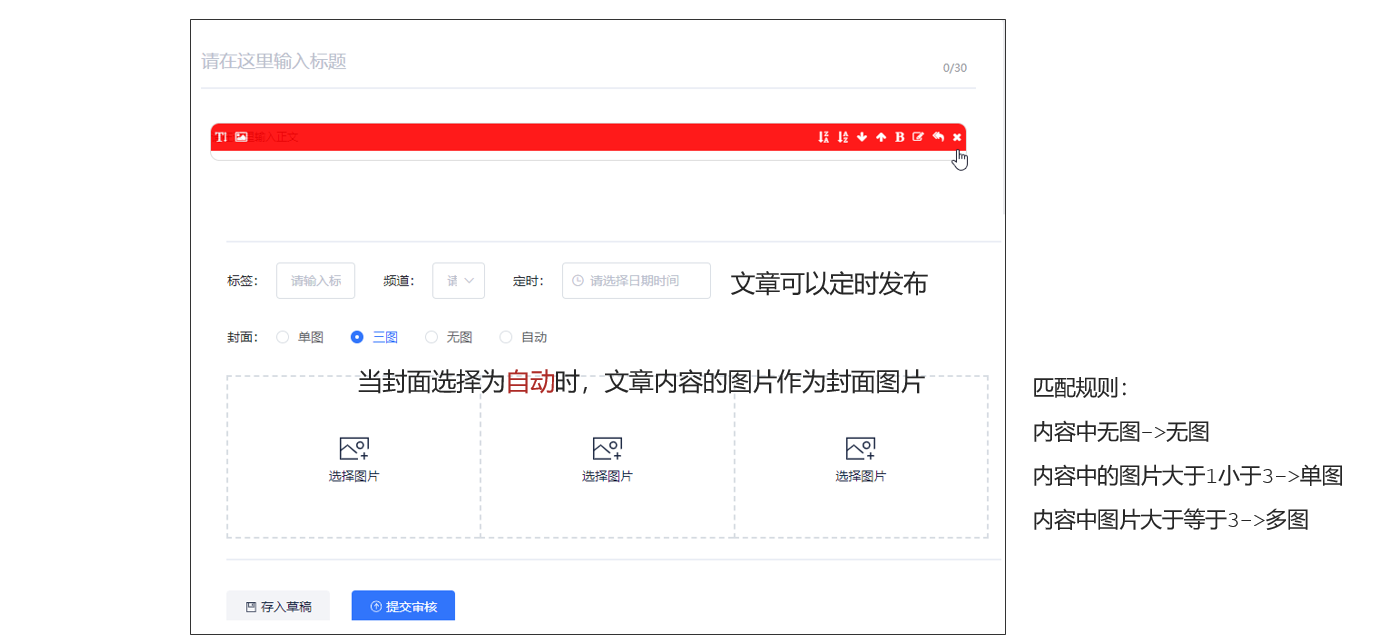 请在这里输入标题
0/30
输入正文
标签： 请输入标 频道： 请 定时： 请选择日期时间 文章可以定时发布
封面： 单图 三图 无图 自动
当封面选择为自动时，文章内容的图片作为封面图片
选择图片 选择图片 选择图片
匹配规则：
内容中无图->无图
内容中的图片大于1小于3->单图
内容中图片大于等于3->多图
存入草稿 提交审核